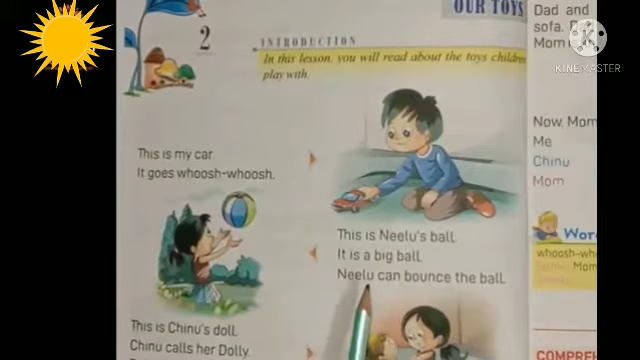 OUR TOYS
2
INTRODUCTION
In this lesson, you will read about the toys children
play with.
This is my car.
It goes whoosh-whoosh.
This is Neelu's ball.
It is a big ball.
Neelu can bounce the ball.
This is Chinu's doll.
Chinu calls her Dolly.
Dad and
sofa.
Mom
KINEMASTER
Now, Mom
Me
Chinu
Mom
Wor
whoosh-wh
Mom
COMPREH